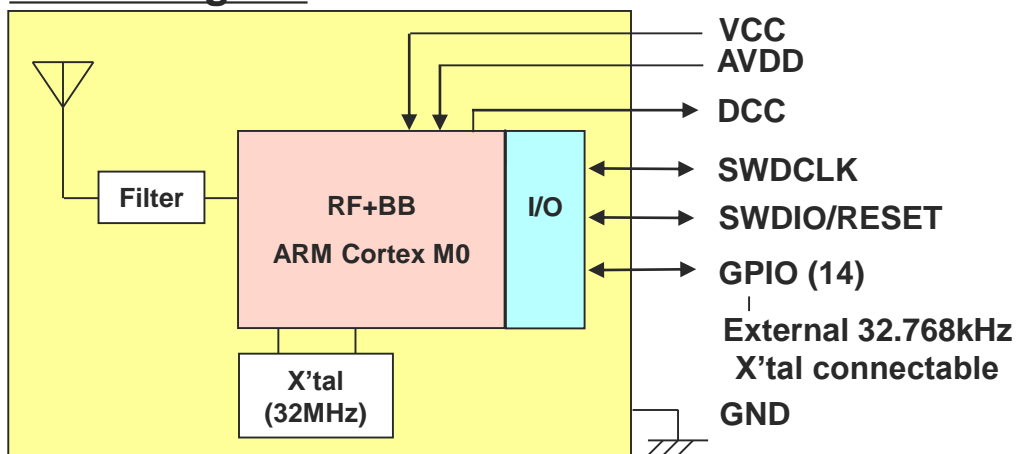 VCC
AVDD
DCC
Filter
RF+BB
ARM Cortex M0
I/O
SWDCLK
SWDIO/RESET
GPIO (14)
External 32.768kHz
X'tal connectable
X'tal
(32MHz)
GND